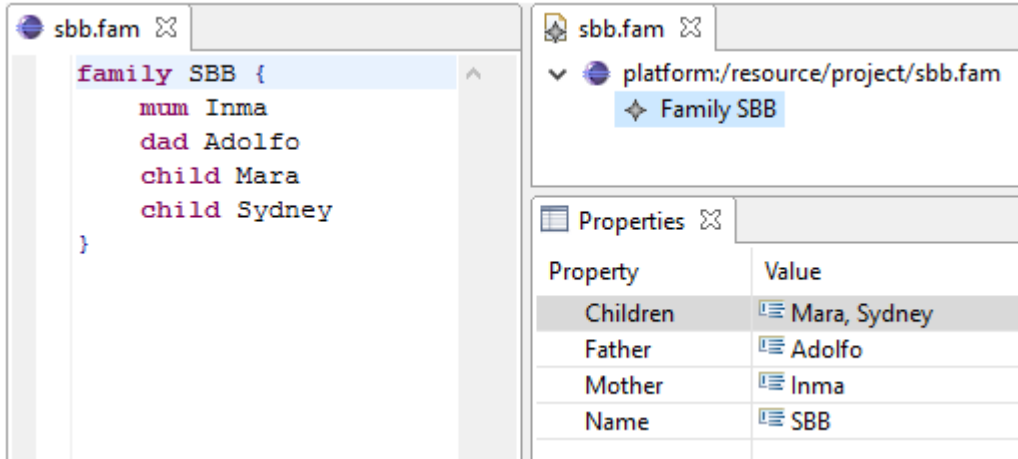 sbb.fam
family SBB {
mum Inma
dad Adolfo
child Mara
child Sydney
}
sbb.fam
platform:/resource/project/sbb.fam
Family SBB
Properties
Property Value
Children Mara, Sydney
Father Adolfo
Mother Inma
Name SBB